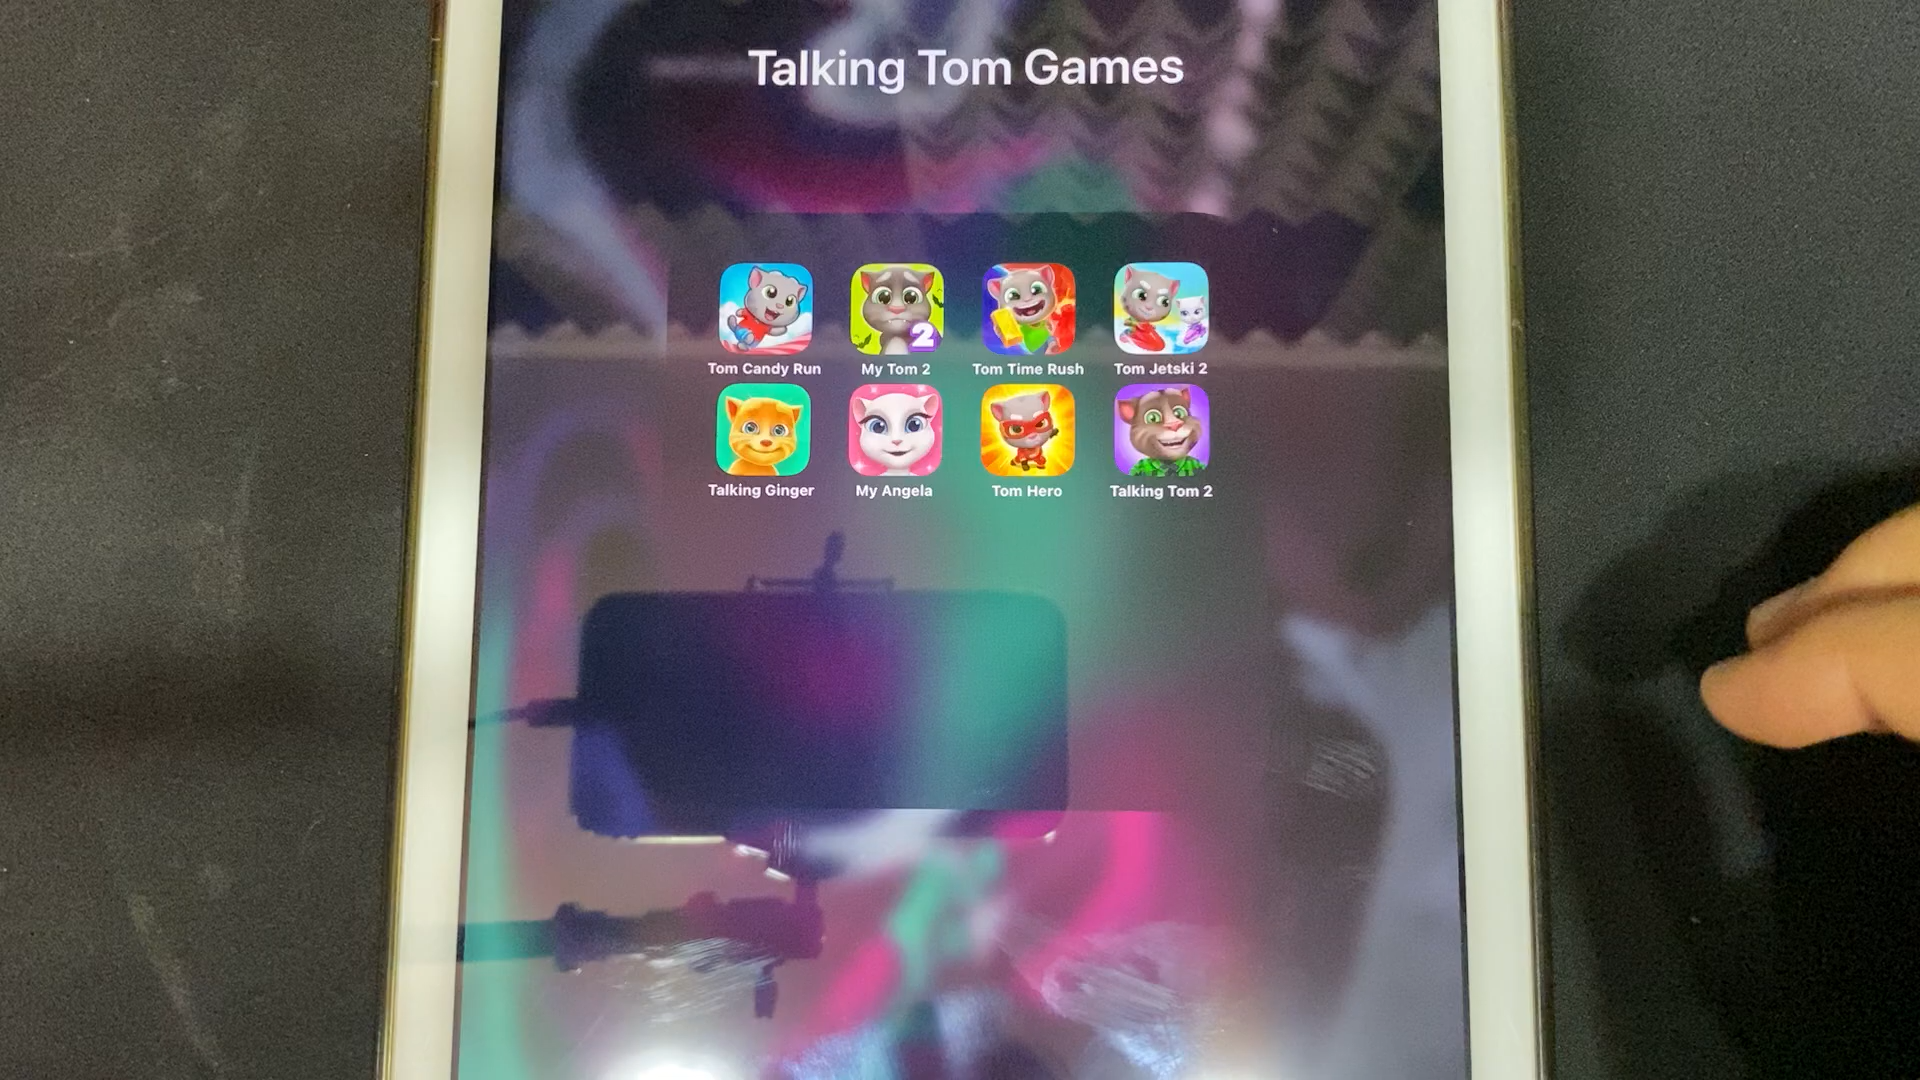 Talking Tom Games
Tom Candy Run
My Tom 2
Tom Time Rush
Tom Jetski 2
2
Talking Ginger
My Angela
Tom Hero
Talking Tom 2